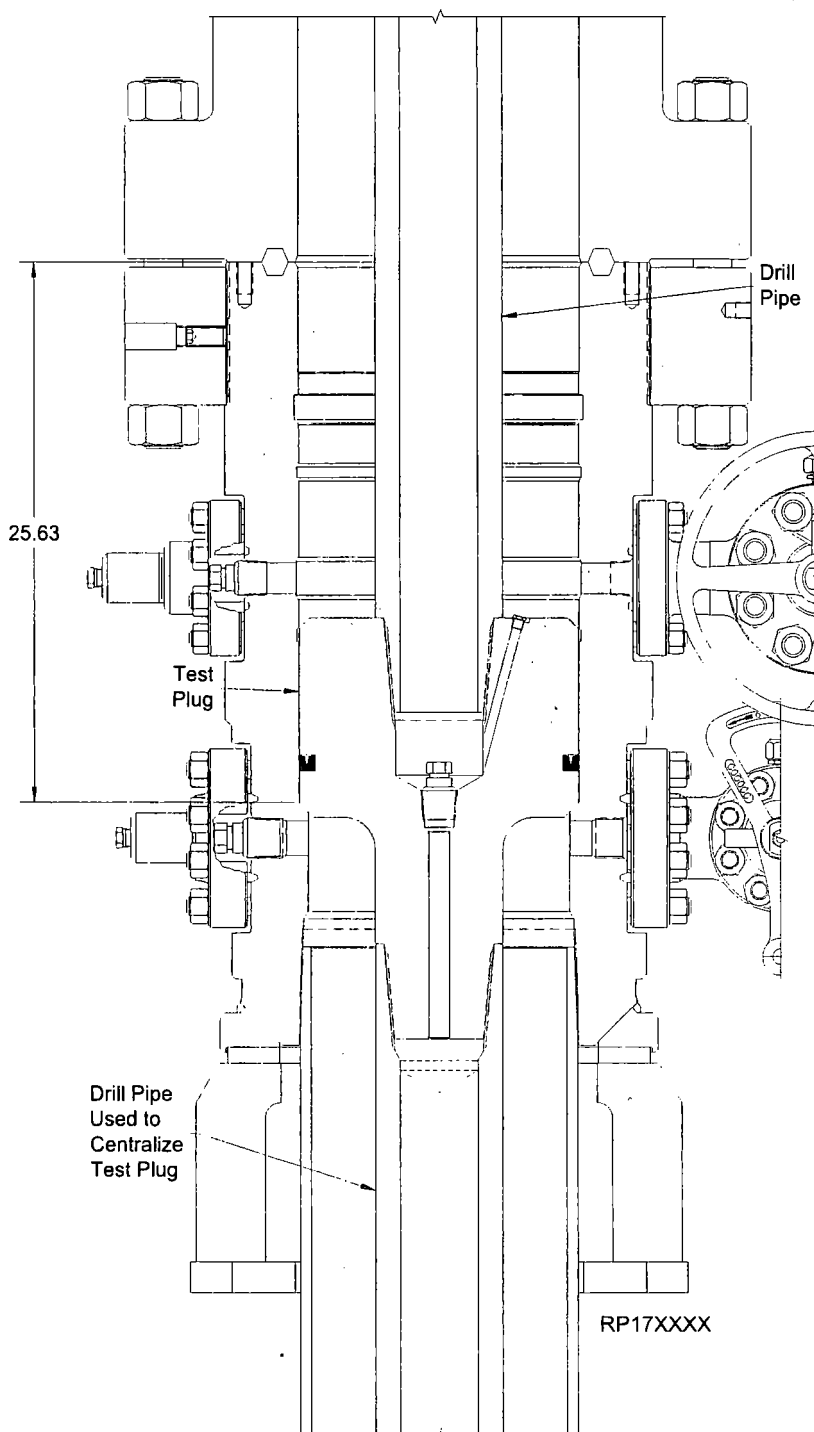 Drill
Pipe
25.63
Test
Plug
Drill Pipe
Used to
Centralize
Test Plug
RP17XXXX